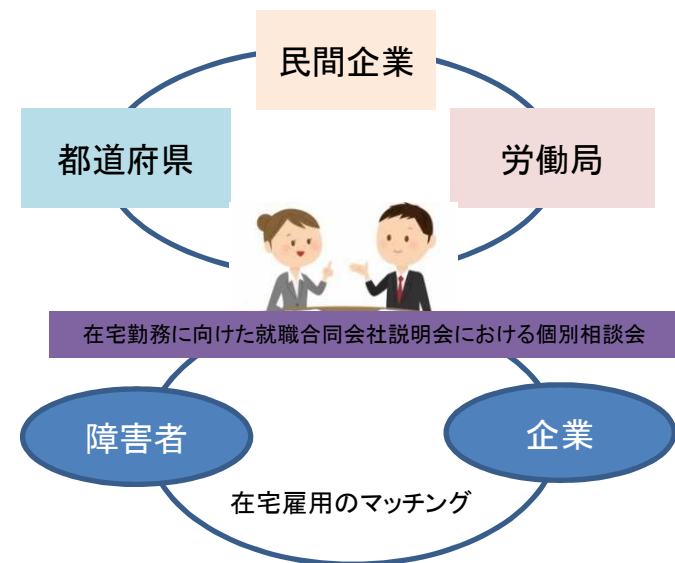 民間企業
都道府県
労働局
在宅勤務に向けた就職合同会社説明会における個別相談会
障害者
企業
在宅雇用のマッチング